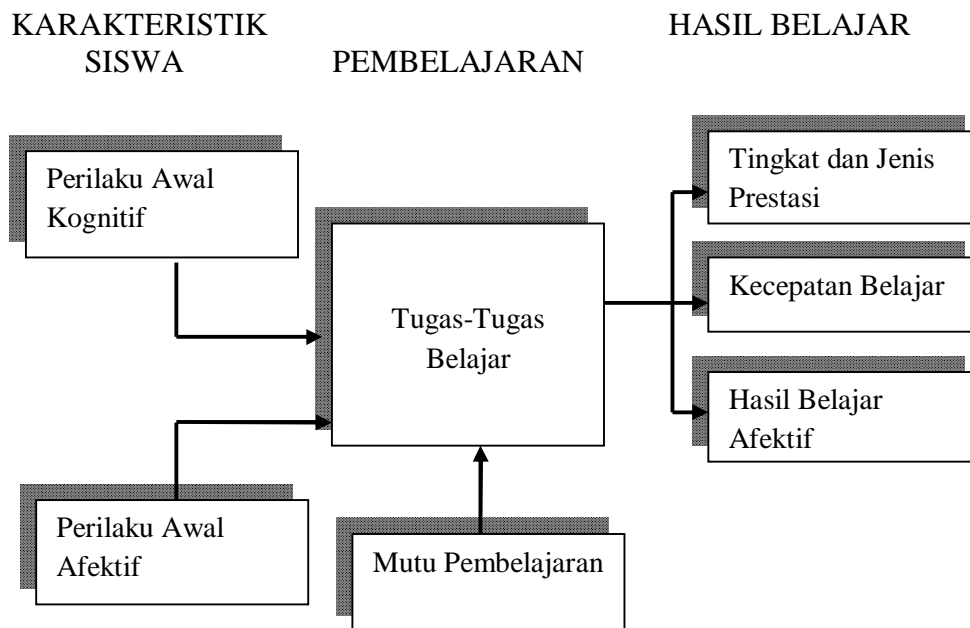 KARAKTERISTIK
SISWA
PEMBELAJARAN
HASIL BELAJAR
Perilaku Awal
Kognitif
Perilaku Awal
Afektif
Tugas-Tugas
Belajar
Mutu Pembelajaran
Tingkat dan Jenis
Prestasi
Kecepatan Belajar
Hasil Belajar
Afektif